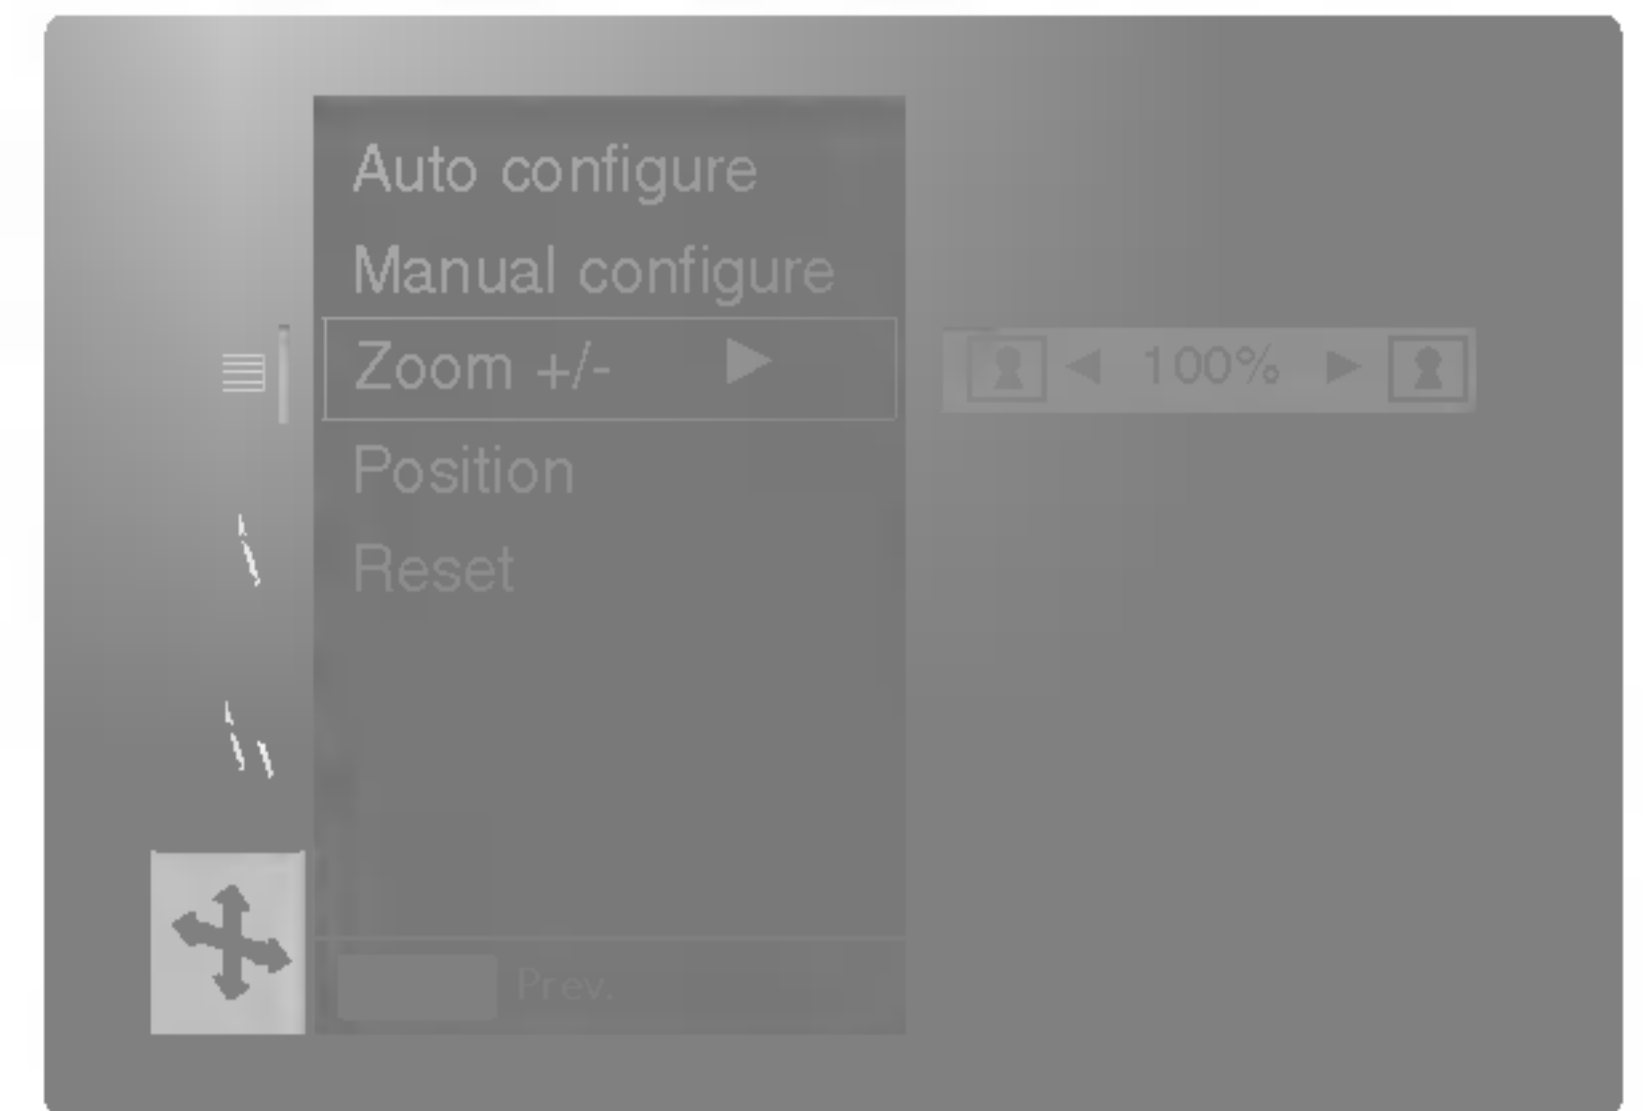 Auto configure
Manual configure
Zoom +/- ▶ ◀ 100% ▶
Position
Reset
Prev.